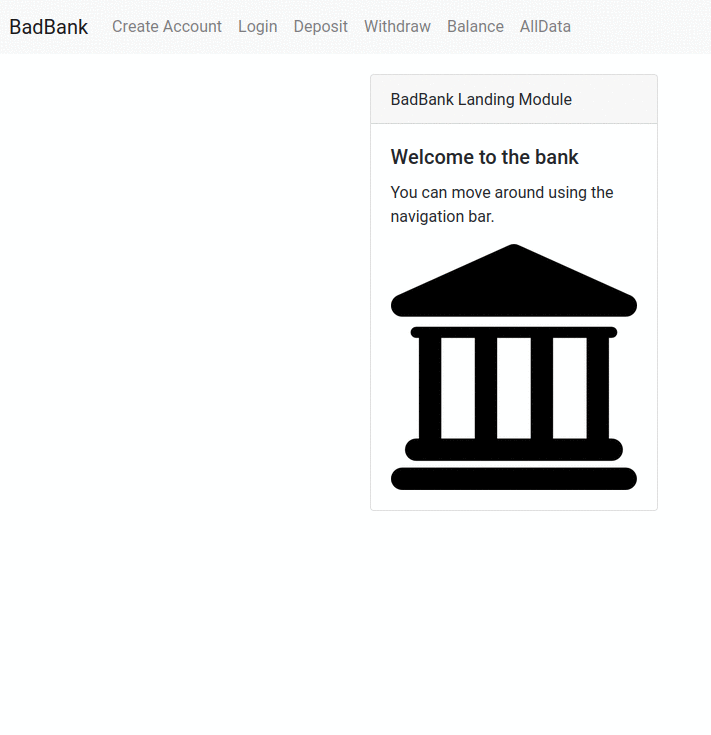 BadBank Create Account Login Deposit Withdraw Balance AllData
BadBank Landing Module
Welcome to the bank
You can move around using the
navigation bar.